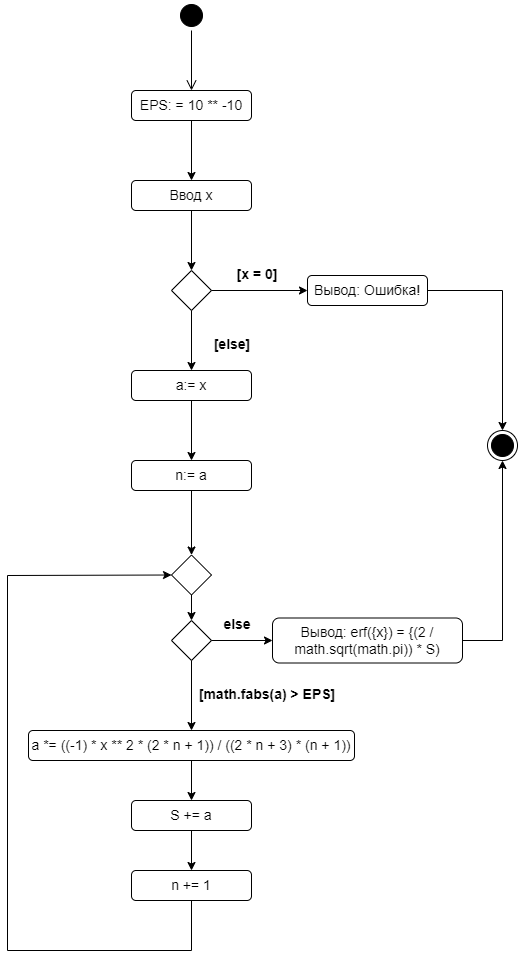 EPS: = 10 ** -10
Ввод x
[x = 0]
Вывод: Ошибка!
[else]
a:= x
n:= a
else
Вывод: erf({x}) = {(2 /
math.sqrt(math.pi)) * S)
[math.fabs(a) > EPS]
a *= ((-1) * x ** 2 * (2 * n + 1)) / ((2 * n + 3) * (n + 1))
S += a
n += 1